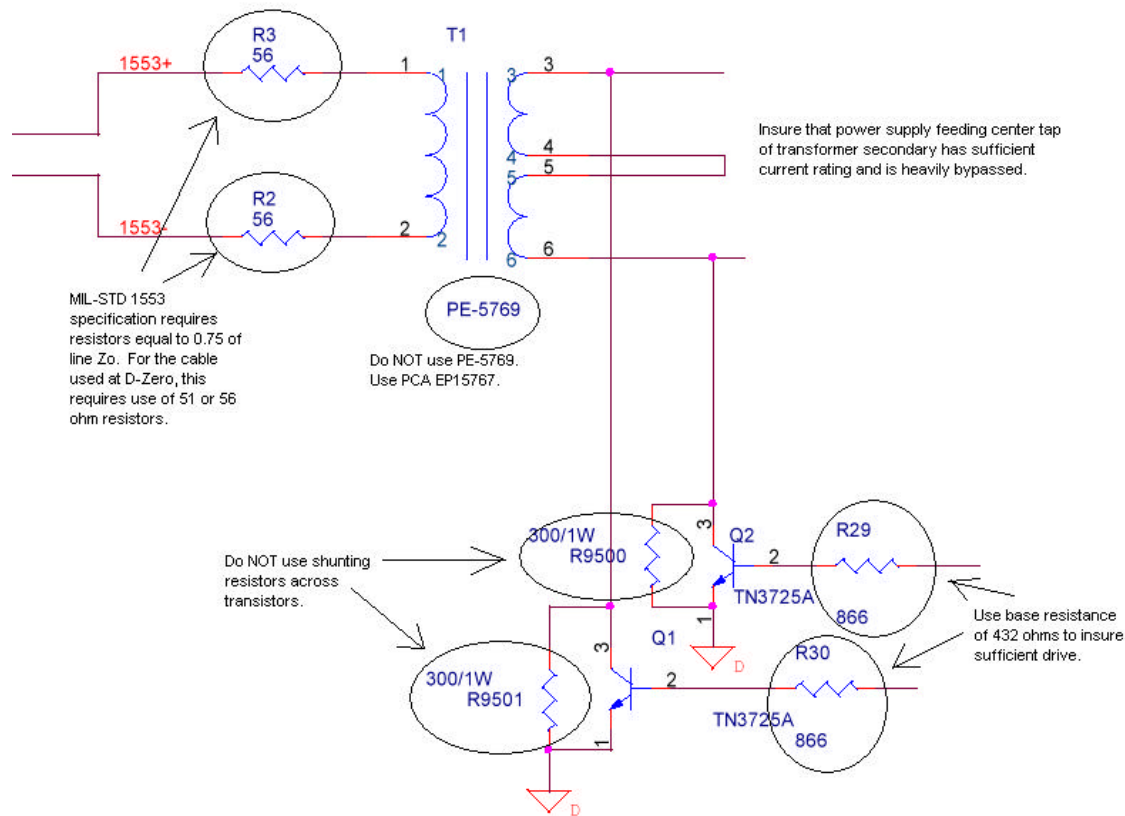 R3
56
T1
1553+
1
1
3
3
Insure that power supply feeding center tap
of transformer secondary has sufficient
current rating and is heavily bypassed.
4
4
5
5
R2
56
1553-
2
2
6
6
MIL-STD 1553
specification requires
resistors equal to 0.75 of
line Zo. For the cable
used at D-Zero, this
requires use of 51 or 56
ohm resistors.
PE-5769
Do NOT use PE-5769.
Use PCA EP15767.
Do NOT use shunting
resistors across
transistors.
300/1W
R9500
3
Q2
2
TN3725A
1
R29
866
Use base resistance
of 432 ohms to insure
sufficient drive.
D
Q1
300/1W
R9501
3
2
TN3725A
1
R30
866
D